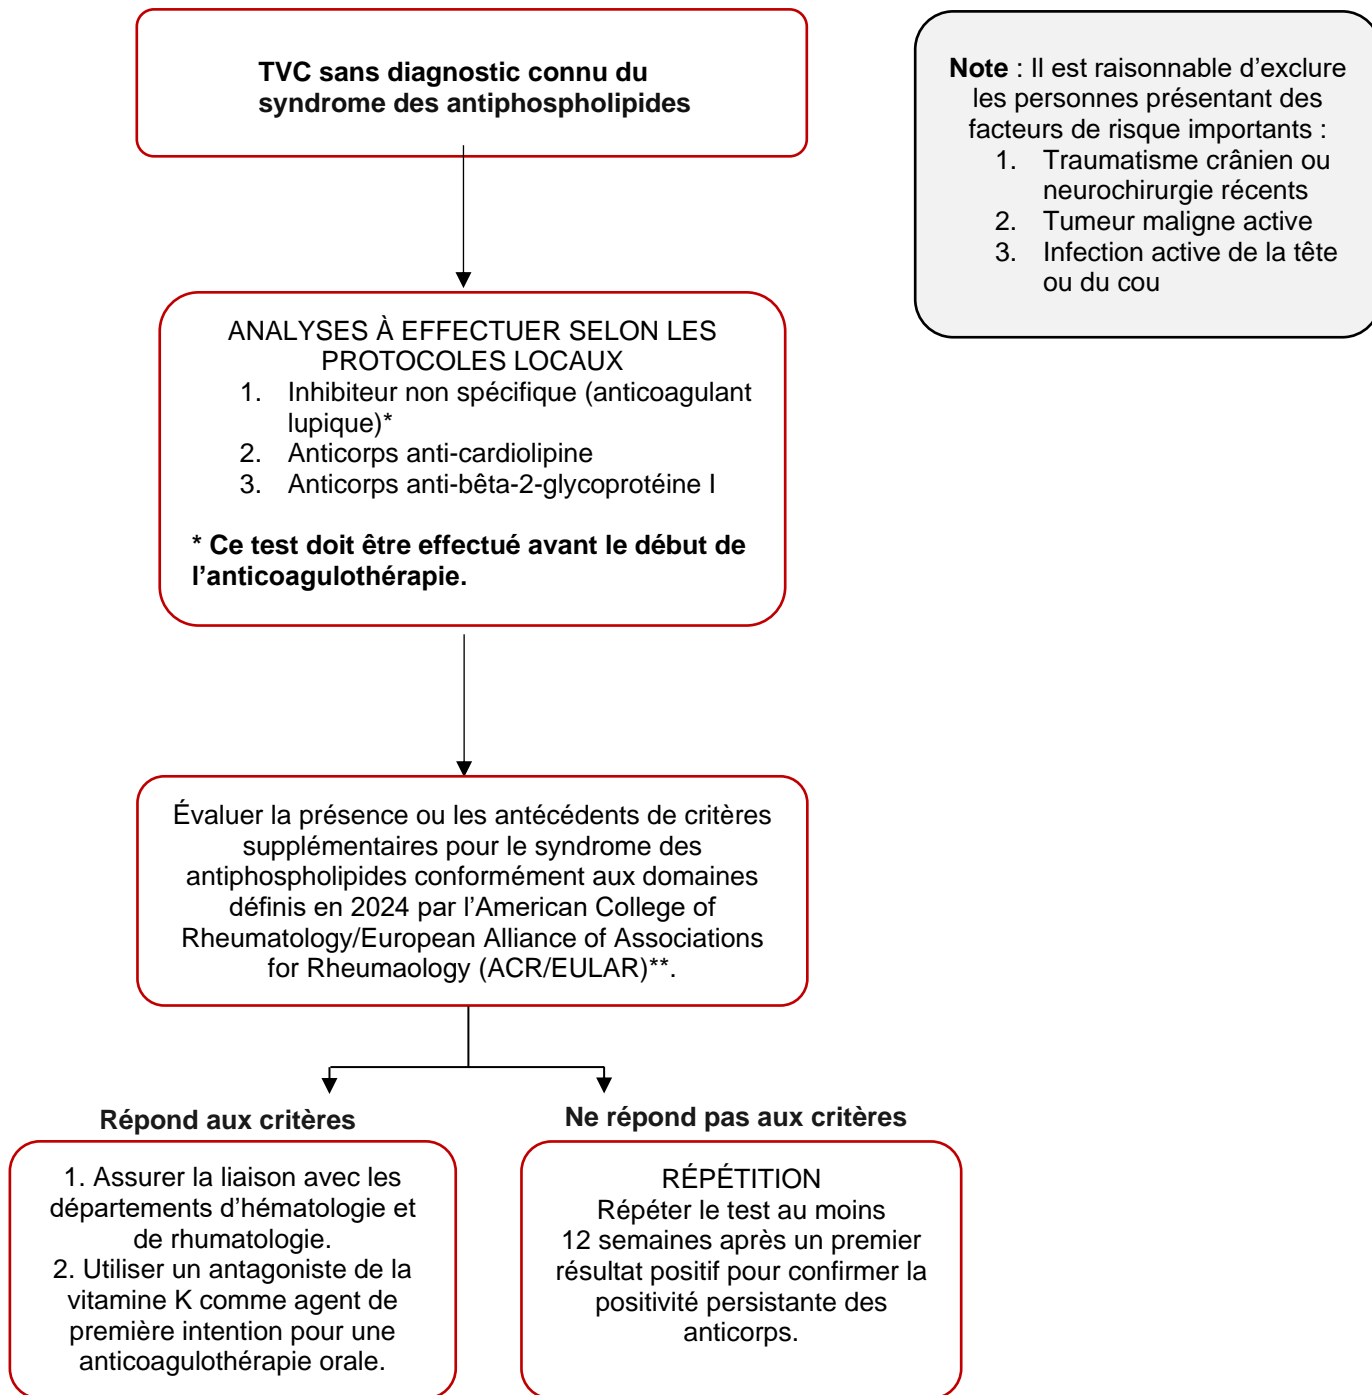 TVC sans diagnostic connu du
syndrome des antiphospholipides
Note : Il est raisonnable d’exclure
les personnes présentant des
facteurs de risque importants :
1. Traumatisme crânien ou
neurochirurgie récents
2. Tumeur maligne active
3. Infection active de la tête
ou du cou
ANALYSES À EFFECTUER SELON LES
PROTOCOLES LOCAUX
1. Inhibiteur non spécifique (anticoagulant
lupique)*
2. Anticorps anti-cardiolipine
3. Anticorps anti-bêta-2-glycoprotéine I
* Ce test doit être effectué avant le début de
l’anticoagulothérapie.
Évaluer la présence ou les antécédents de critères
supplémentaires pour le syndrome des
antiphospholipides conformément aux domaines
définis en 2024 par l’American College of
Rheumatology/European Alliance of Associations
for Rheumaology (ACR/EULAR)**.
Répond aux critères
1. Assurer la liaison avec les
départements d’hématologie et
de rhumatologie.
2. Utiliser un antagoniste de la
vitamine K comme agent de
première intention pour une
anticoagulothérapie orale.
Ne répond pas aux critères
RÉPÉTITION
Répéter le test au moins
12 semaines après un premier
résultat positif pour confirmer la
positivité persistante des
anticorps.